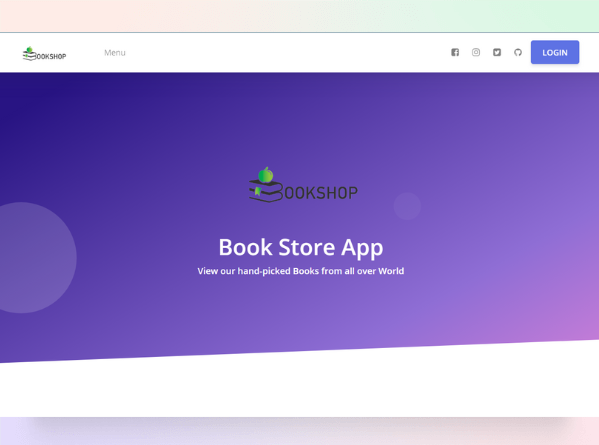 BOOKSHOP
Menu
LOGIN
BOOKSHOP
Book Store App
View our hand-picked Books from all over World